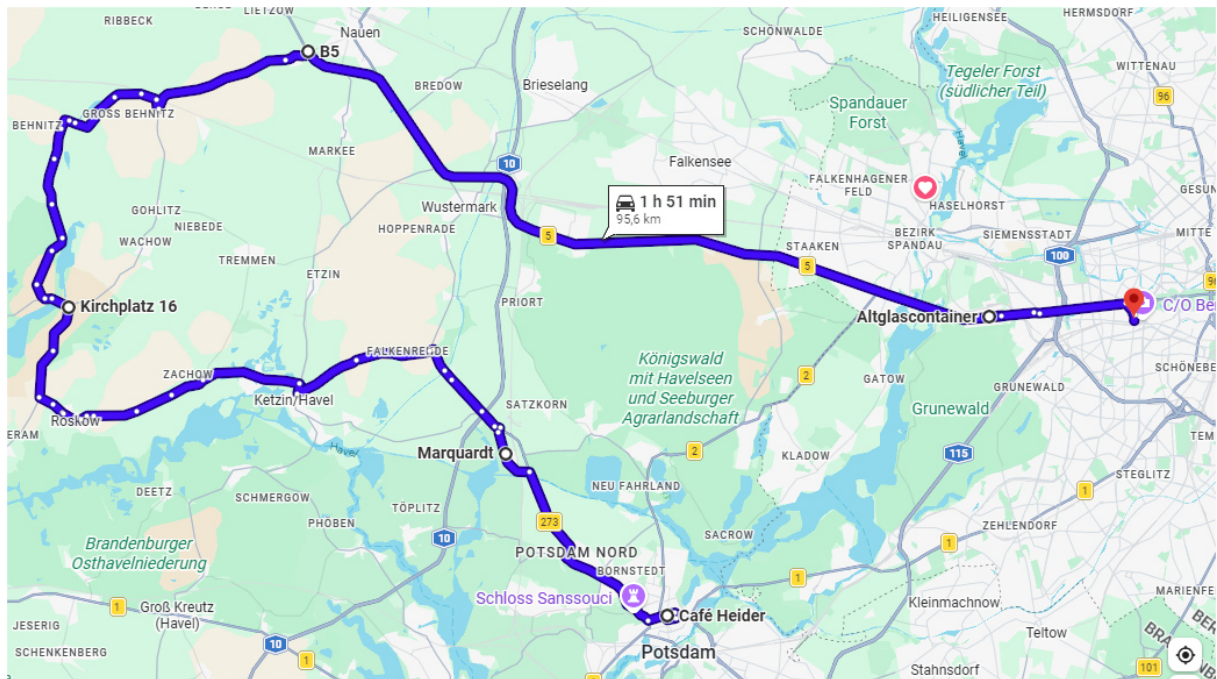 LIETZOW
RIBBECK
Nauen
B5
SCHÖNWALDE
HEILIGENSEE
HERMSDORF
WITTENAU
Tegeler Forst
(südlicher Teil)
96
BREDOW
Brieselang
Spandauer
Forst
Havel
GROSS BEHNITZ
BEHNITZ
MARKEE
10
Falkensee
FALKENHAGENER
FELD
HASELHORST
GESUN
1 h 51 min
95,6 km
GOHLITZ
NIEBEDE
WACHOW
Wustermark
HOPPENRADE
5
STAAKEN
BEZIRK
SPANDAU
SIEMENSSTADT
MITTE
100
TREMMEN
ETZIN
5
96
Kirchplatz 16
PRIORT
Altglascontainer
C/O Be
FALKENREHDE
ZACHOW
Königswald
mit Havelseen
und Seeburger
Agrarlandschaft
2
GATOW
GRUNEWALD
SCHÖNEBE
Ketzin/Havel
SATZKORN
Grunewald
Roskow
ERAM
TEM
Havel
Marquardt
2
KLADOW
115
STEGLITZ
DEETZ
SCHMERGOW
TÖPLITZ
NEU FAHRLAND
1
PHÖBEN
273
SACROW
ZEHLENDORF
Brandenburger
Osthavelniederung
10
POTSDAM NORD
1
BORNSTEDT
1
Schloss Sanssouci
MARIENFE
1
Groß Kreutz
(Havel)
Café Heider
Kleinmachnow
JESERIG
SCHENKENBERG
10
1
Potsdam
Teltow
Stahnsdorf
101